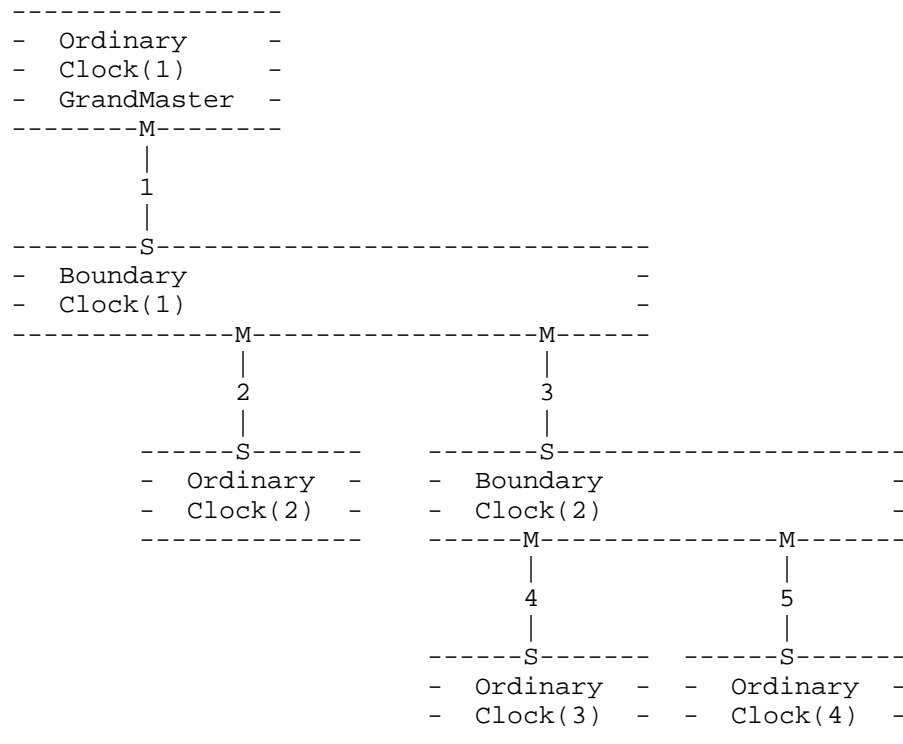 -----------------
-  Ordinary     -
-  Clock(1)     -
-  GrandMaster  -
--------M--------
        |
        1
        |
--------S-------------------------------
-  Boundary                            -
-  Clock(1)                            -
--------------M------------------M------
              |                  |
              2                  3
              |                  |
        ------S-------    -------S----------------------
        -  Ordinary  -    -  Boundary                  -
        -  Clock(2)  -    -  Clock(2)                  -
        --------------    ------M---------------M-------
                                |               |
                                4               5
                                |               |
                          ------S-------  ------S-------
                          -  Ordinary  -  -  Ordinary  -
                          -  Clock(3)  -  -  Clock(4)  -